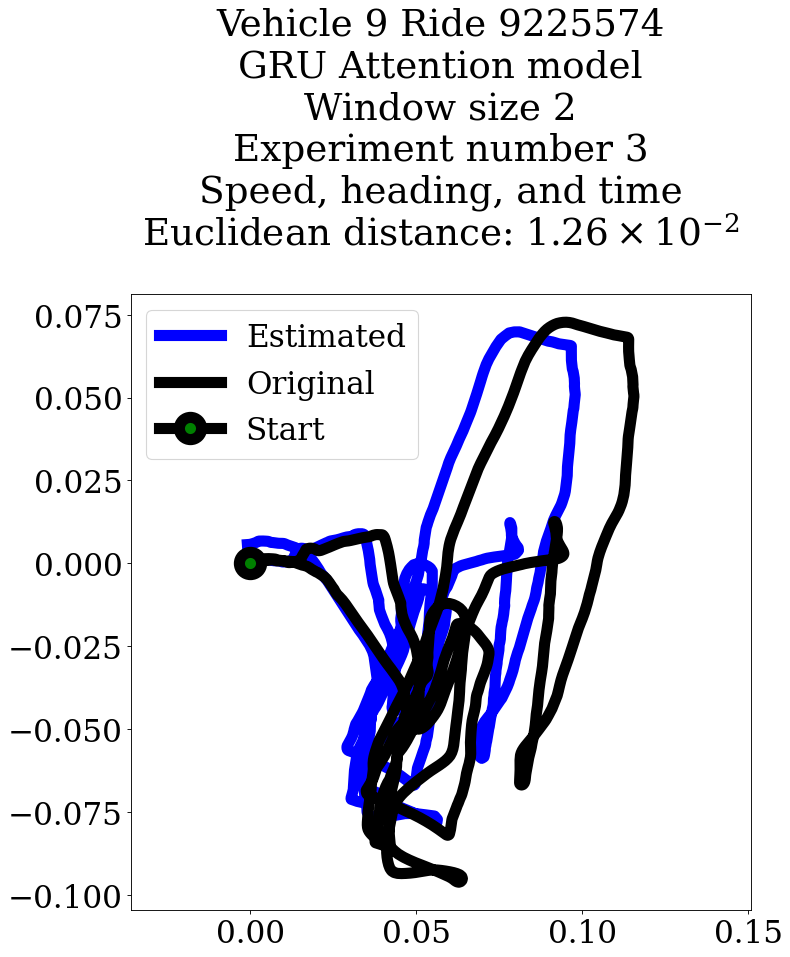 Vehicle 9 Ride 9225574
GRU Attention model
Window size 2
Experiment number 3
Speed, heading, and time
Euclidean distance: 1.26 × 10⁻²
Estimated
Original
Start
0.075
0.050
0.025
0.000
−0.025
−0.050
−0.075
−0.100
0.00 0.05 0.10 0.15